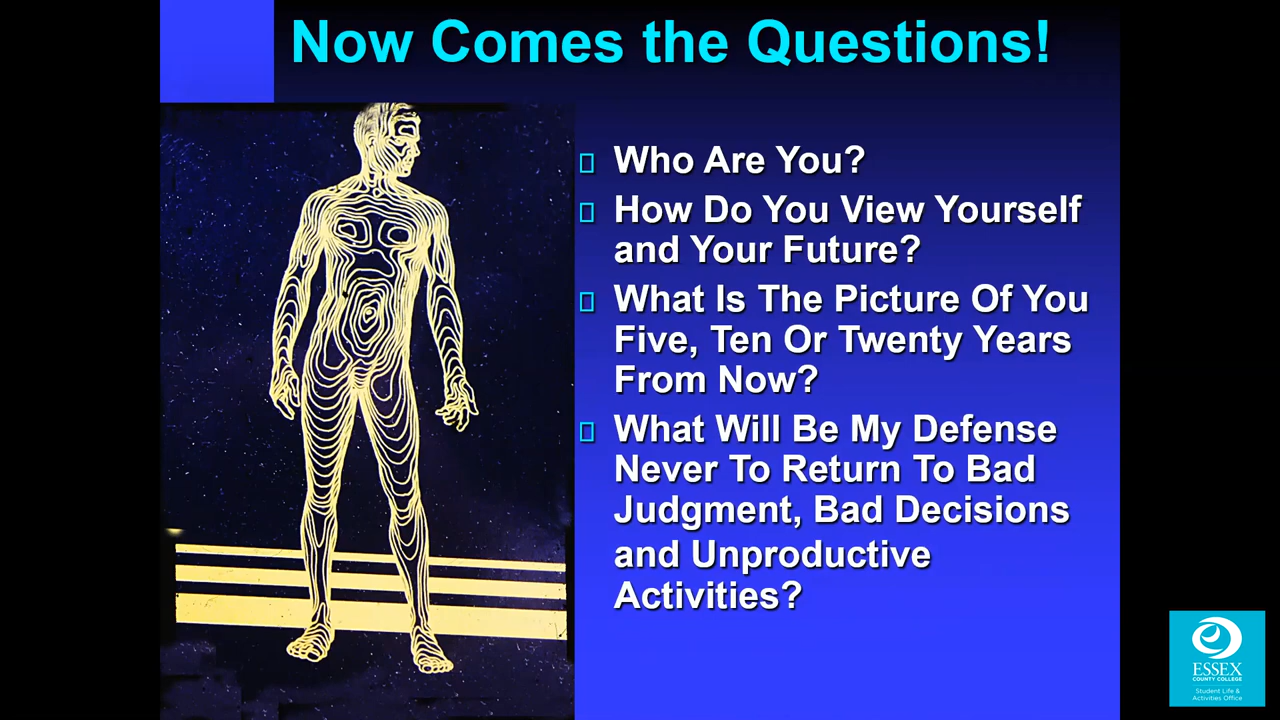 Now Comes the Questions!
Who Are You?
How Do You View Yourself
and Your Future?
What Is The Picture Of You
Five, Ten Or Twenty Years
From Now?
What Will Be My Defense
Never To Return To Bad
Judgment, Bad Decisions
and Unproductive
Activities?
ESSEX
COUNTY COLLEGE
Student Life &
Activities Office